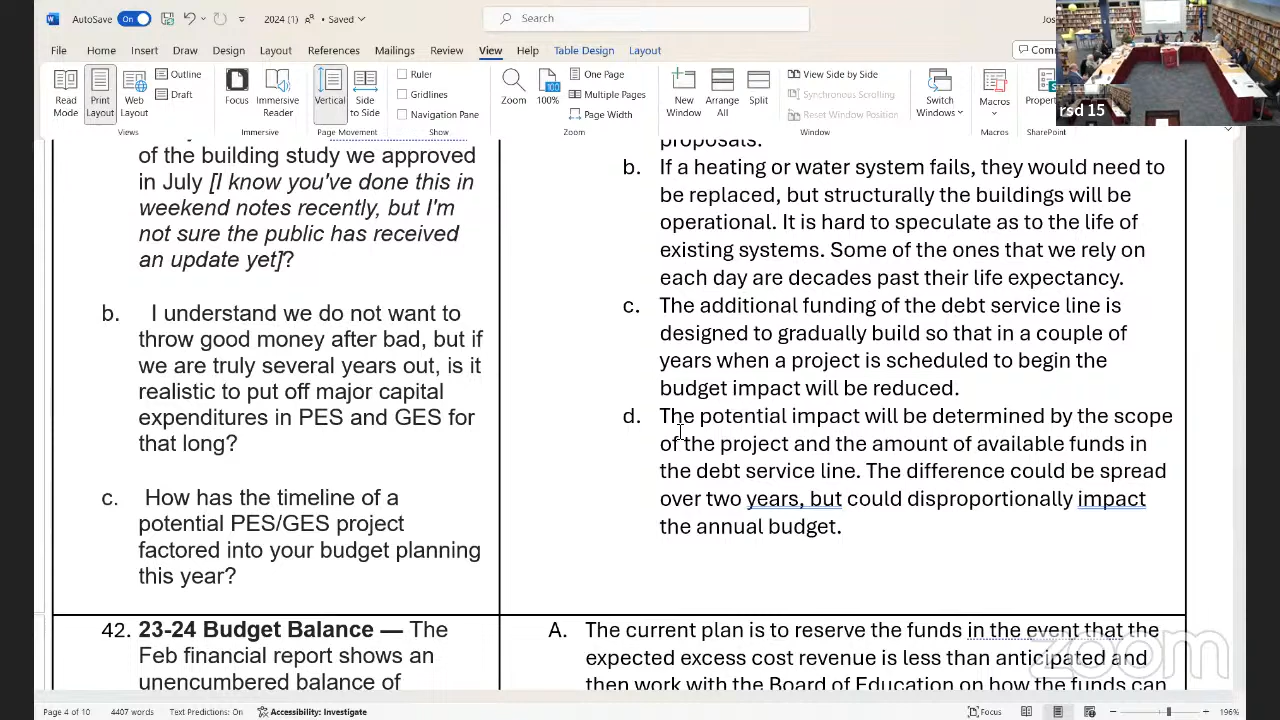 AutoSave On 2024 (1) • Saved Search
File Home Insert Draw Design Layout References Mailings Review View Help Table Design Layout
Read Mode
Print Layout
Web Layout
Outline
Draft
Views
Focus
Immersive Reader
Immersive
Vertical
Side to Side
Page Movement
Ruler
Gridlines
Navigation Pane
Show
Zoom
100%
One Page
Multiple Pages
Page Width
Zoom
New Window
Arrange All
Split
View Side by Side
Synchronous Scrolling
Reset Window Position
Window
Switch Windows
Macros
Macros
SharePoint
rsd 15
of the building study we approved
in July [I know you've done this in
weekend notes recently, but I'm
not sure the public has received
an update yet]?
b. I understand we do not want to
throw good money after bad, but if
we are truly several years out, is it
realistic to put off major capital
expenditures in PES and GES for
that long?
c. How has the timeline of a
potential PES/GES project
factored into your budget planning
this year?
proposals.
b. If a heating or water system fails, they would need to
be replaced, but structurally the buildings will be
operational. It is hard to speculate as to the life of
existing systems. Some of the ones that we rely on
each day are decades past their life expectancy.
c. The additional funding of the debt service line is
designed to gradually build so that in a couple of
years when a project is scheduled to begin the
budget impact will be reduced.
d. The potential impact will be determined by the scope
of the project and the amount of available funds in
the debt service line. The difference could be spread
over two years, but could disproportionally impact
the annual budget.
42. 23-24 Budget Balance — The
Feb financial report shows an
unencumbered balance of
A. The current plan is to reserve the funds in the event that the
expected excess cost revenue is less than anticipated and
then work with the Board of Education on how the funds can
zoom
Page 4 of 10 4407 words Text Predictions: On Accessibility: Investigate Focus 196%